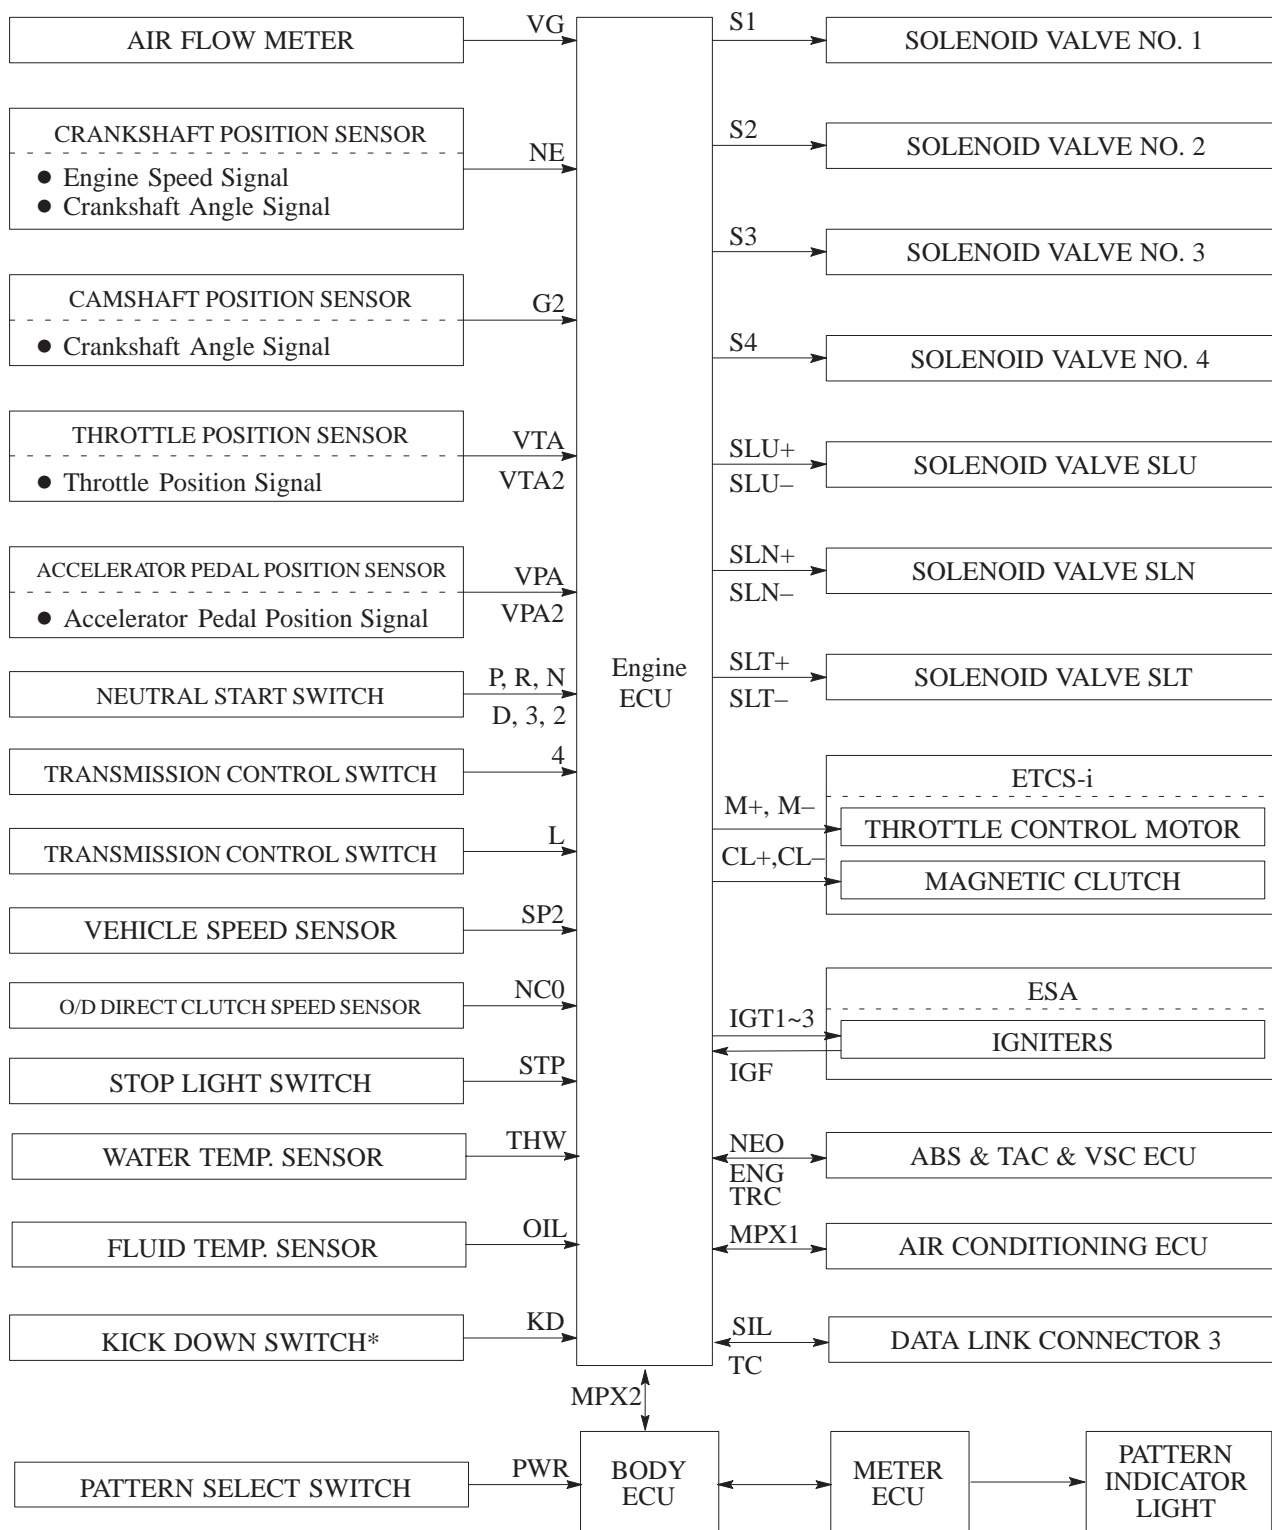 AIR FLOW METER
VG
CRANKSHAFT POSITION SENSOR
● Engine Speed Signal
● Crankshaft Angle Signal
NE
CAMSHAFT POSITION SENSOR
● Crankshaft Angle Signal
G2
THROTTLE POSITION SENSOR
● Throttle Position Signal
VTA
VTA2
ACCELERATOR PEDAL POSITION SENSOR
● Accelerator Pedal Position Signal
VPA
VPA2
NEUTRAL START SWITCH
P, R, N
D, 3, 2
TRANSMISSION CONTROL SWITCH
4
TRANSMISSION CONTROL SWITCH
L
VEHICLE SPEED SENSOR
SP2
O/D DIRECT CLUTCH SPEED SENSOR
NC0
STOP LIGHT SWITCH
STP
WATER TEMP. SENSOR
THW
FLUID TEMP. SENSOR
OIL
KICK DOWN SWITCH*
KD
Engine
ECU
S1
SOLENOID VALVE NO. 1
S2
SOLENOID VALVE NO. 2
S3
SOLENOID VALVE NO. 3
S4
SOLENOID VALVE NO. 4
SLU+
SLU–
SOLENOID VALVE SLU
SLN+
SLN–
SOLENOID VALVE SLN
SLT+
SLT–
SOLENOID VALVE SLT
ETCS-i
M+, M–
THROTTLE CONTROL MOTOR
CL+,CL–
MAGNETIC CLUTCH
ESA
IGT1~3
IGNITERS
IGF
NEO
ENG
TRC
ABS & TAC & VSC ECU
MPX1
AIR CONDITIONING ECU
SIL
TC
DATA LINK CONNECTOR 3
MPX2
PATTERN SELECT SWITCH
PWR
BODY
ECU
METER
ECU
PATTERN
INDICATOR
LIGHT